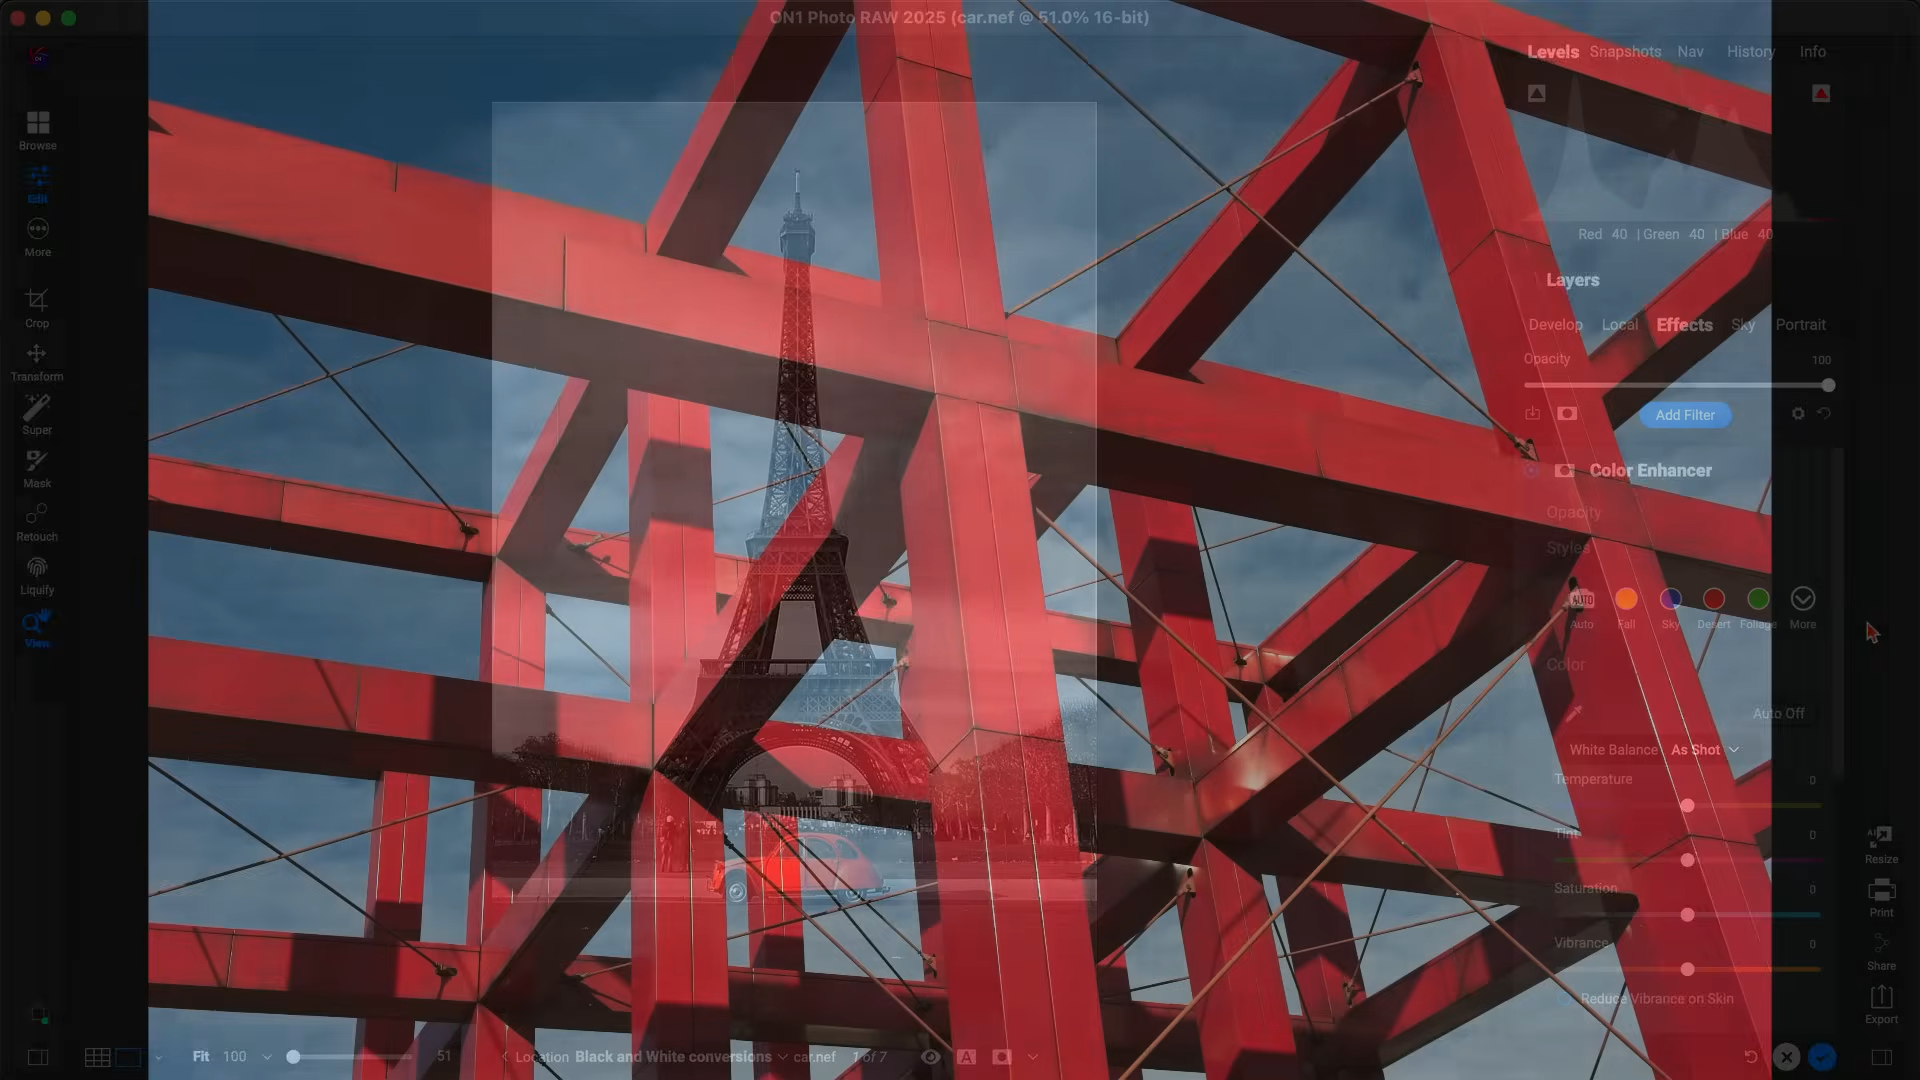 ON1 Photo RAW 2025 (car.nef @ 51.0% 16-bit)
Levels Snapshots Nav History Info
Red 40 | Green 40 | Blue 40
Layers
Develop Local Effects Sky Portrait
Opacity 100
Add Filter
Color Enhancer
Opacity
Styles
AUTO
Auto Fall Sky Desert Foliage More
Color
Auto Off
White Balance As Shot
Temperature 0
Tint 0
Saturation 0
Vibrance 0
Reduce Vibrance on Skin
Browse
Edit
More
Crop
Transform
Super
Mask
Retouch
Liquify
View
Resize
Print
Share
Export
Fit 100 51 Location Black and White conversions car.nef 1 of 7 A